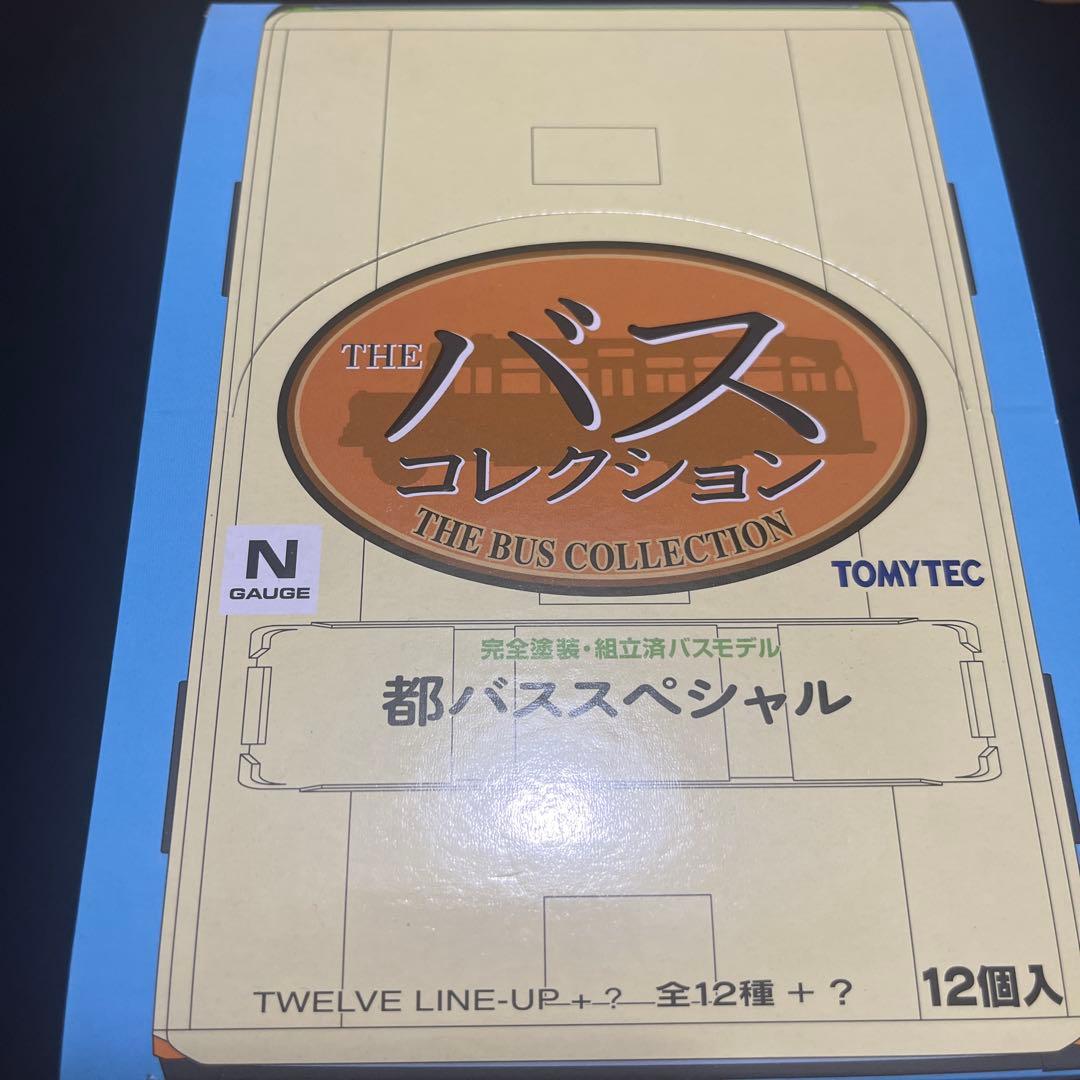 THE バス
コレクション
THE BUS COLLECTION
N
GAUGE
TOMYTEC
完全塗装・組立済バスモデル
都バススペシャル
TWELVE LINE-UP + ? 全12種 + ?
12個入